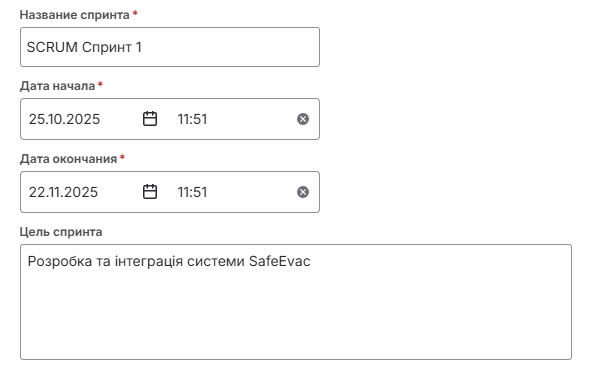 Название спринта *
SCRUM Спринт 1
Дата начала *
25.10.2025 11:51
Дата окончания *
22.11.2025 11:51
Цель спринта
Розробка та інтеграція системи SafeEvac